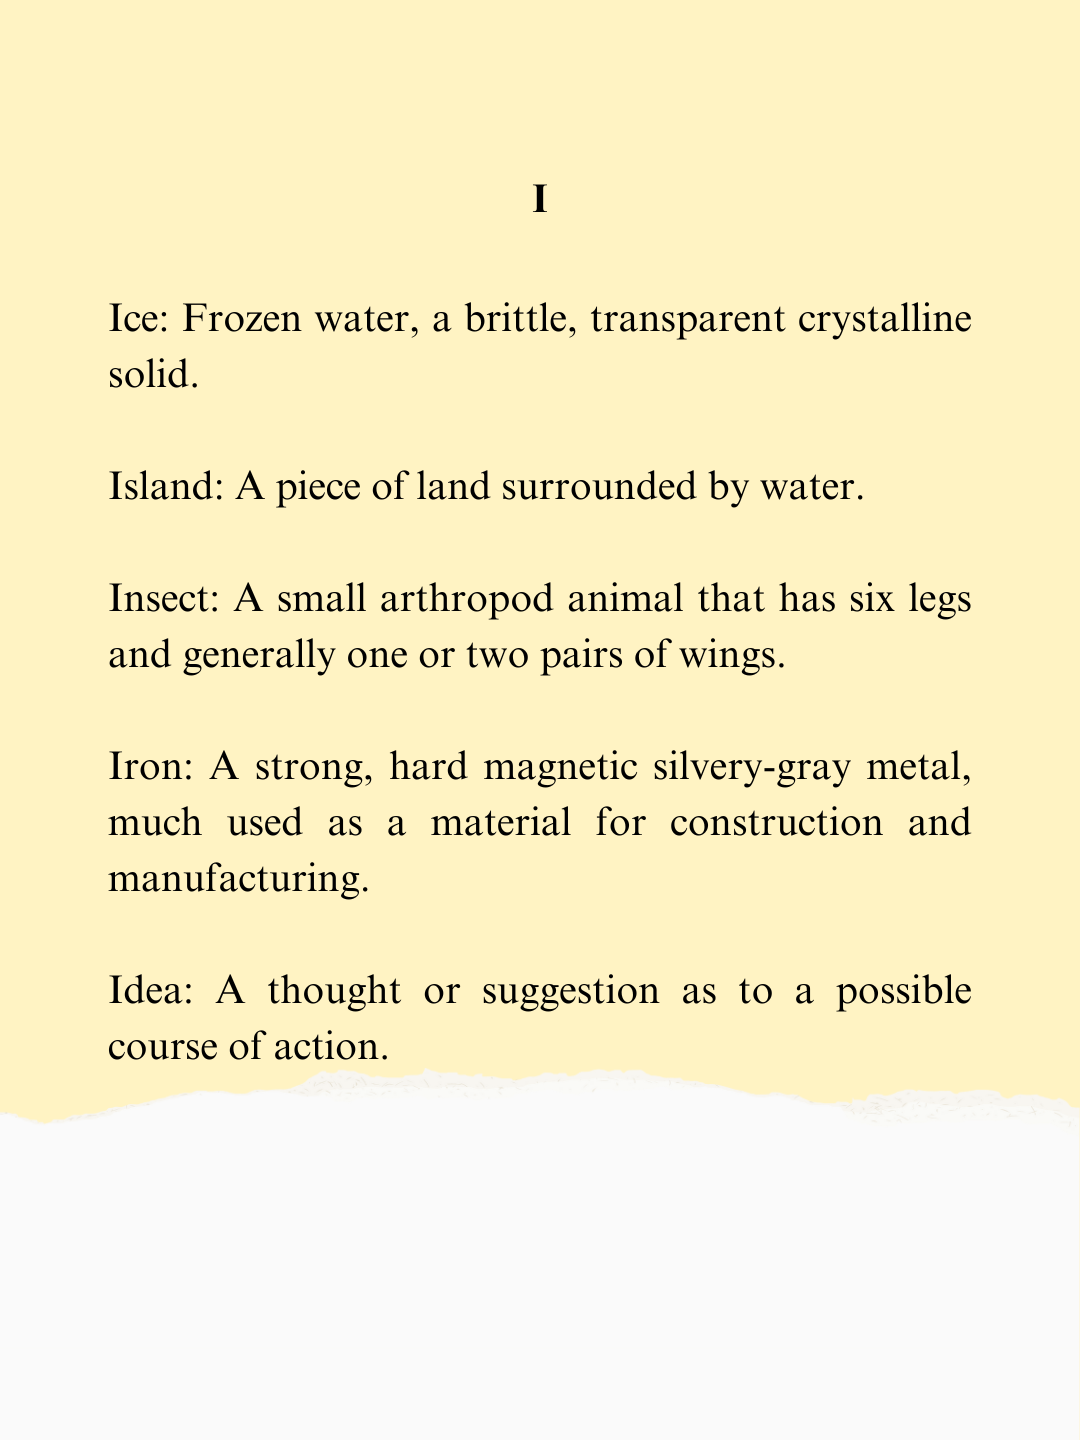 I
Ice: Frozen water, a brittle, transparent crystalline
solid.
Island: A piece of land surrounded by water.
Insect: A small arthropod animal that has six legs
and generally one or two pairs of wings.
Iron: A strong, hard magnetic silvery-gray metal,
much used as a material for construction and
manufacturing.
Idea: A thought or suggestion as to a possible
course of action.